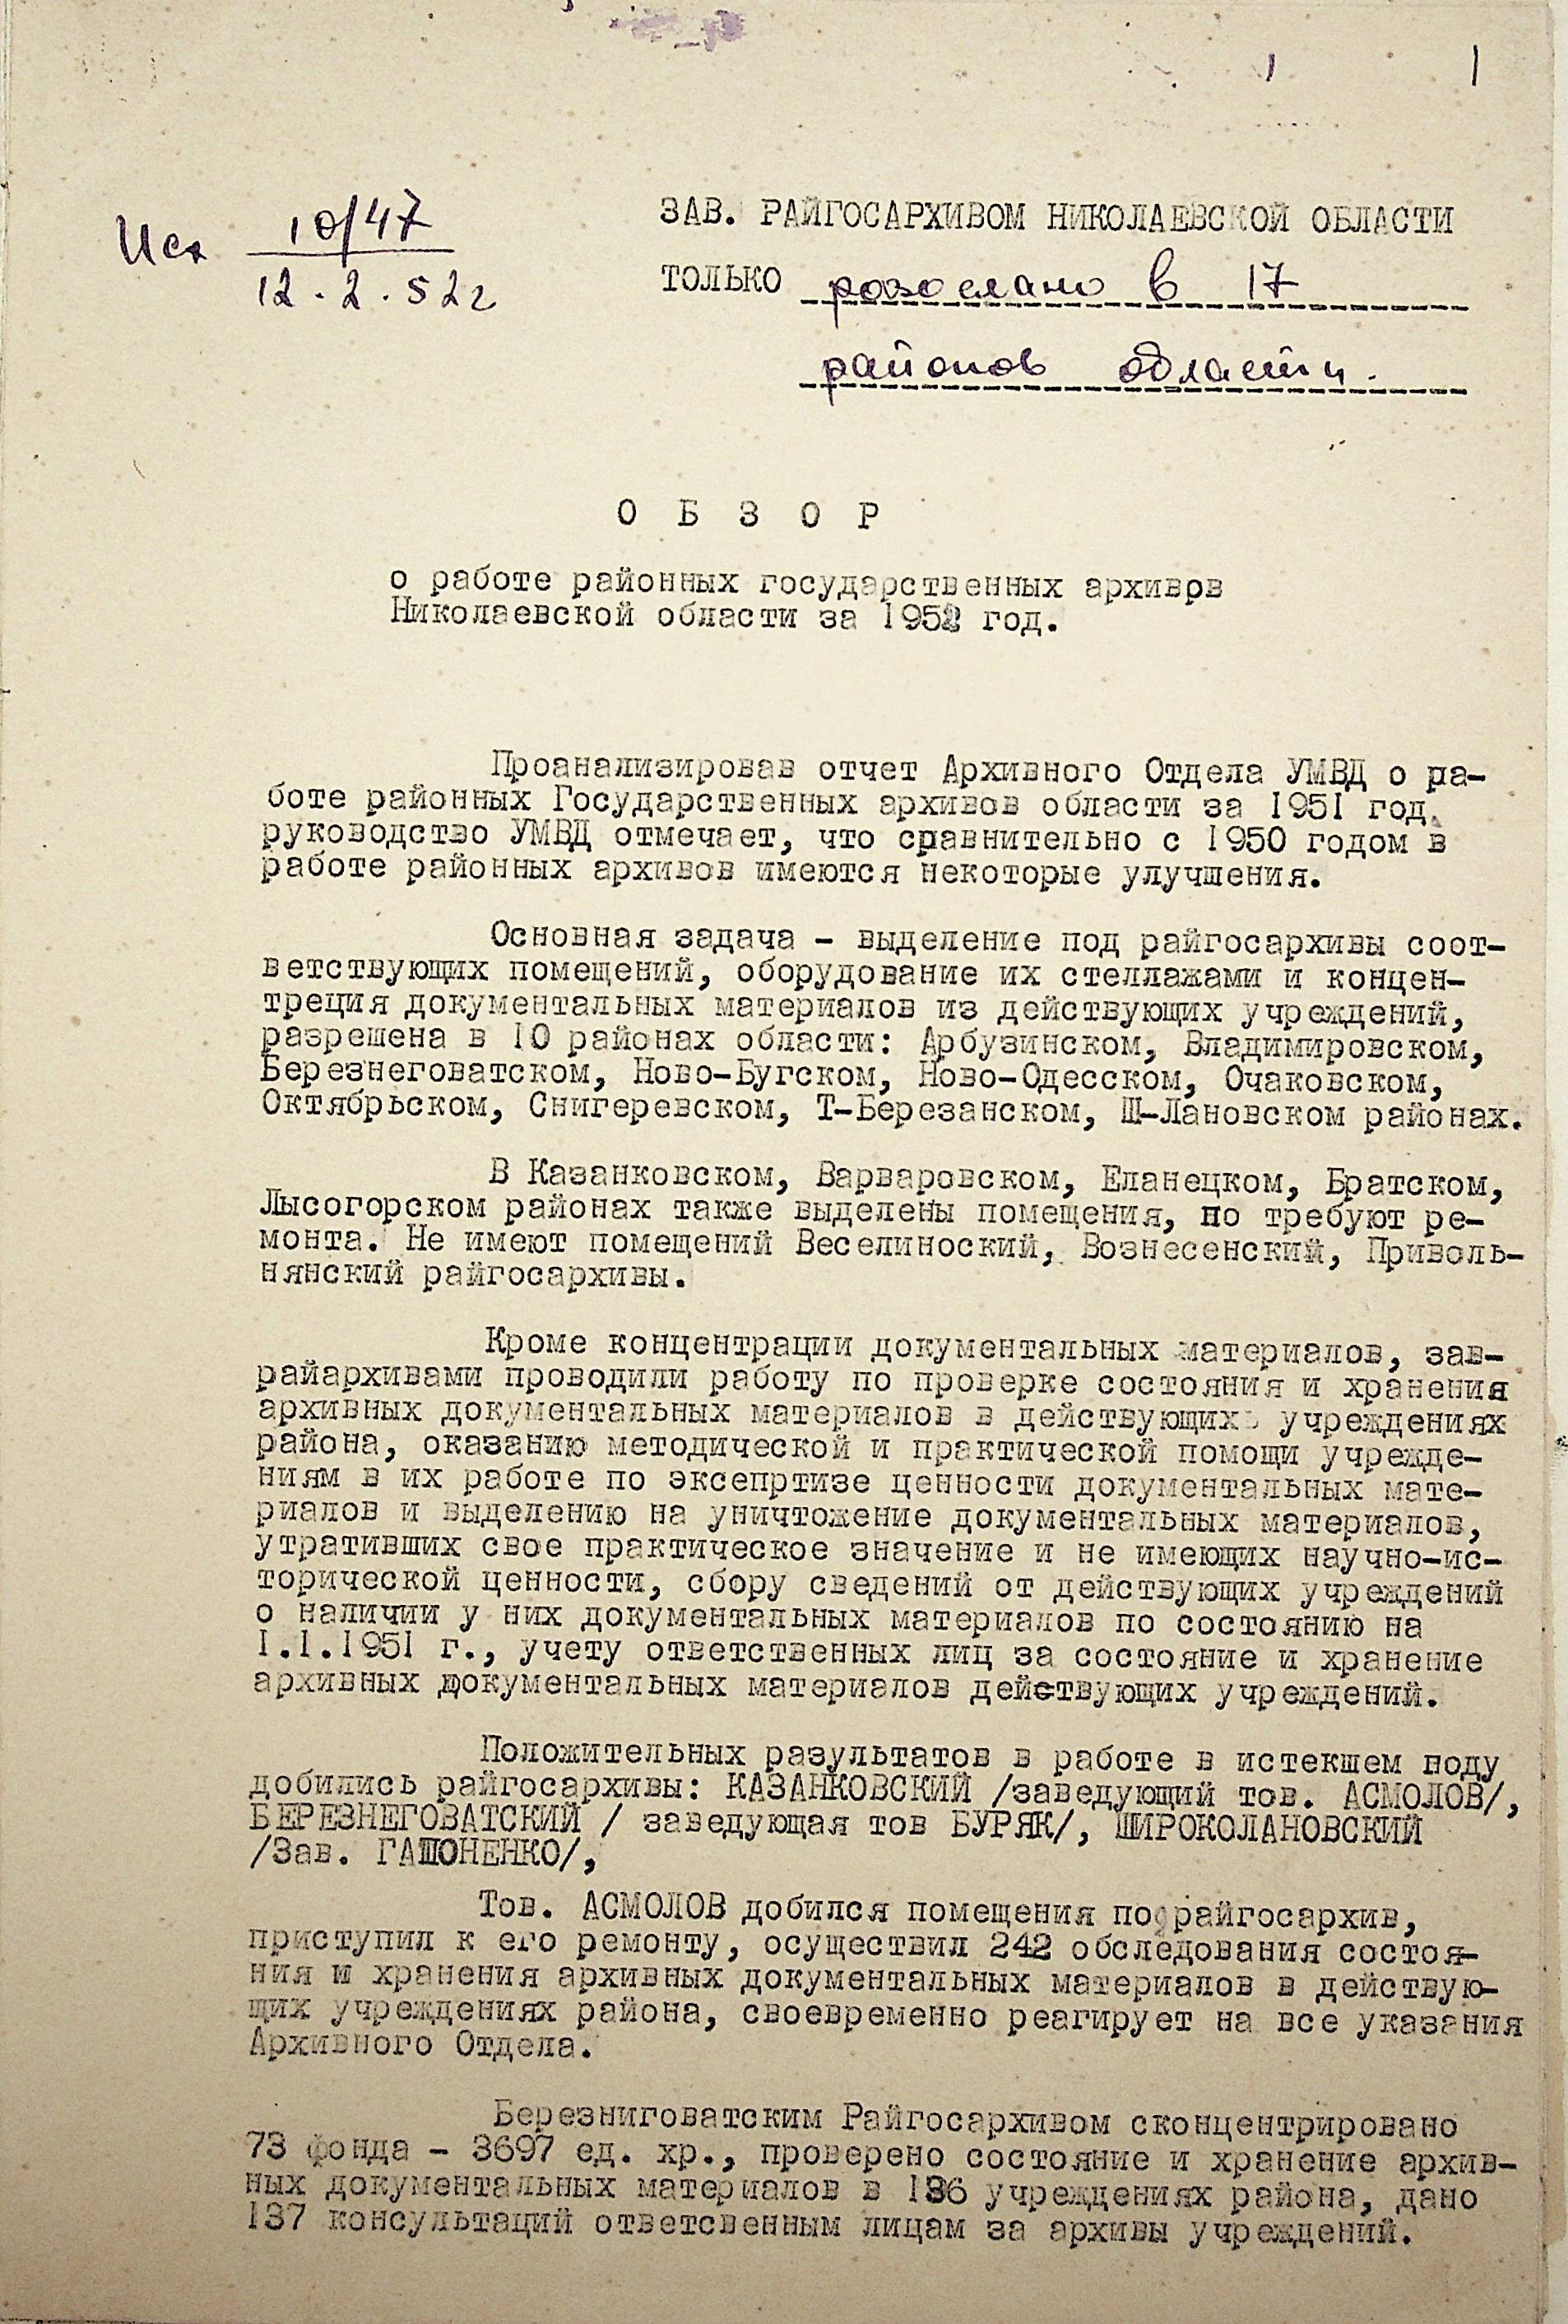 1
Исх 10/47
12.2.52г
ЗАВ. РАЙГОСАРХИВОМ НИКОЛАЕВСКОЙ ОБЛАСТИ
ТОЛЬКО розослано в 17
районов области.
О Б З О Р
о работе районных государственных архивов
Николаевской области за 1952 год.
Проанализировав отчет Архивного Отдела УМВД о ра-
боте районных Государственных архивов области за 1951 год,
руководство УМВД отмечает, что сравнительно с 1950 годом в
работе районных архивов имеются некоторые улучшения.
Основная задача - выделение под райгосархивы соот-
ветствующих помещений, оборудование их стеллажами и концен-
треция документальных материалов из действующих учреждений,
разрешена в 10 районах области: Арбузинском, Владимировском,
Березнеговатском, Ново-Бугском, Ново-Одесском, Очаковском,
Октябрьском, Снигеревском, Т-Березанском, Ш-Лановском районах.
В Казанковском, Варваровском, Еланецком, Братском,
Лысогорском районах также выделены помещения, но требуют ре-
монта. Не имеют помещений Веселиноский, Вознесенский, Приволь-
нянский райгосархивы.
Кроме концентрации документальных материалов, зав-
райархивами проводили работу по проверке состояния и хранения
архивных документальных материалов в действующих учреждениях
района, оказанию методической и практической помощи учрежде-
ниям в их работе по эксепртизе ценности документальных мате-
риалов и выделению на уничтожение документальных материалов,
утративших свое практическое значение и не имеющих научно-ис-
торической ценности, сбору сведений от действующих учреждений
о наличии у них документальных материалов по состоянию на
1.1.1951 г., учету ответственных лиц за состояние и хранение
архивных документальных материалов действующих учреждений.
Положительных разультатов в работе в истекшем поду
добились райгосархивы: КАЗАНКОВСКИЙ /заведующий тов. АСМОЛОВ/,
БЕРЕЗНЕГОВАТСКИЙ / заведующая тов БУРЯК/, ШИРОКОЛАНОВСКИЙ
/Зав. ГАПОНЕНКО/,
Тов. АСМОЛОВ добился помещения под райгосархив,
приступил к его ремонту, осуществил 242 обследования состоя-
ния и хранения архивных документальных материалов в действую-
щих учреждениях района, своевременно реагирует на все указания
Архивного Отдела.
Березниговатским Райгосархивом сконцентрировано
73 фонда - 3697 ед. хр., проверено состояние и хранение архив-
ных документальных материалов в 136 учреждениях района, дано
137 консультаций ответсвенным лицам за архивы учреждений.